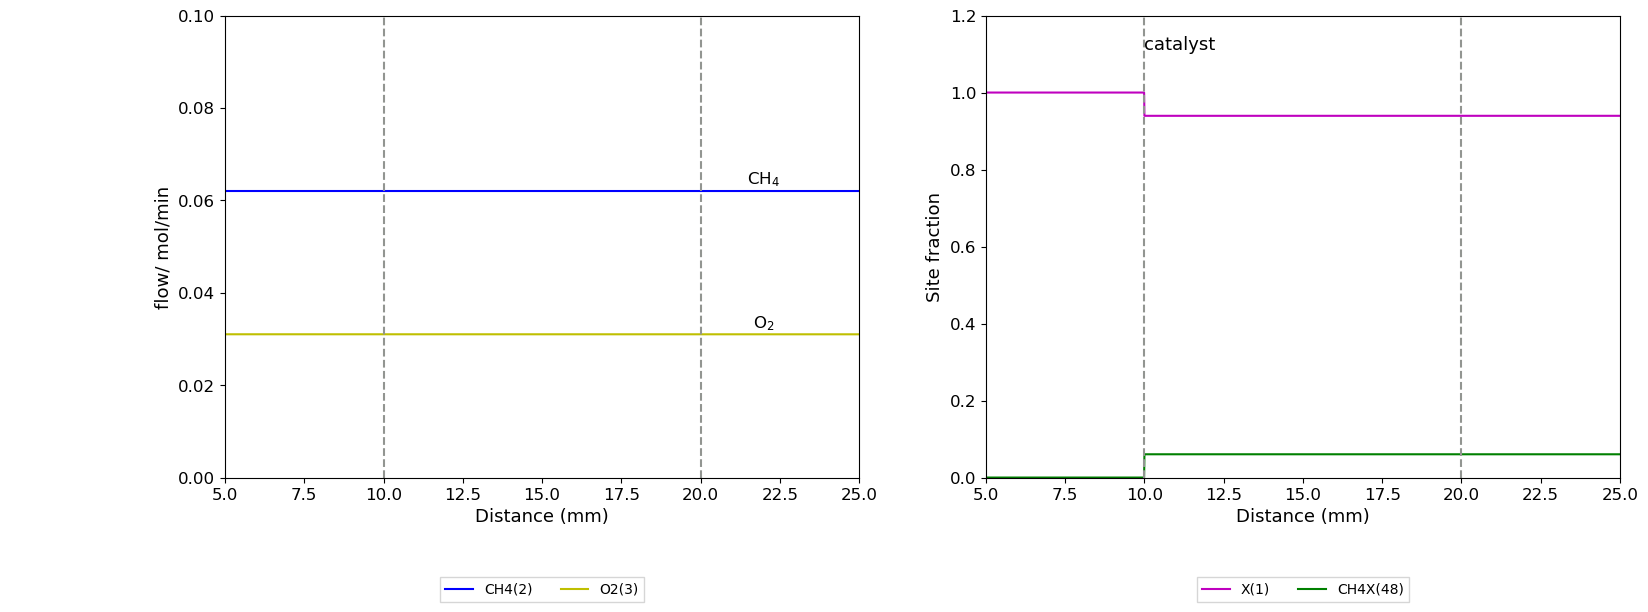 0.10
0.08
0.06
0.04
0.02
0.00
flow/ mol/min
CH₄
O₂
5.0 7.5 10.0 12.5 15.0 17.5 20.0 22.5 25.0
Distance (mm)
CH4(2) O2(3)
1.2
1.0
0.8
0.6
0.4
0.2
0.0
Site fraction
catalyst
5.0 7.5 10.0 12.5 15.0 17.5 20.0 22.5 25.0
Distance (mm)
X(1) CH4X(48)